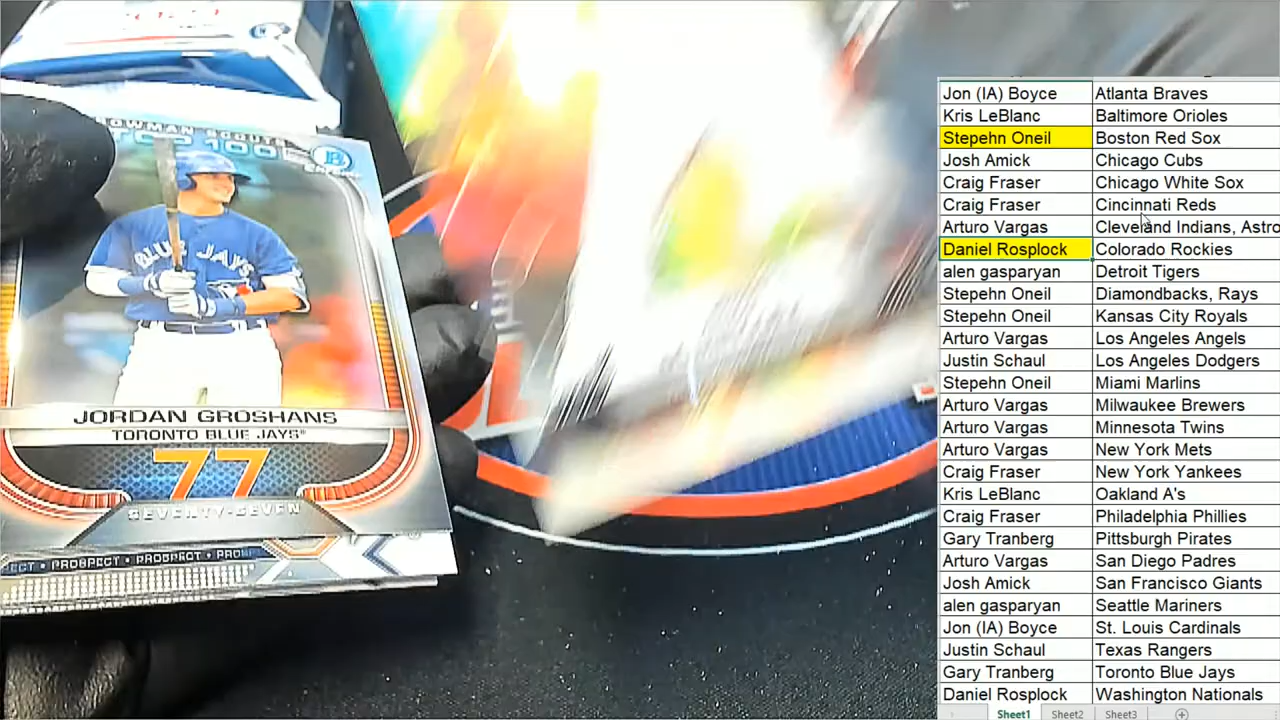 BOWMAN SCOUTS
TOP 100
BLUE JAYS
JORDAN GROSHANS
TORONTO BLUE JAYS®
77
SEVENTY-SEVEN
PROSPECT • PROSPECT •
Jon (IA) Boyce Atlanta Braves
Kris LeBlanc Baltimore Orioles
Stepehn Oneil Boston Red Sox
Josh Amick Chicago Cubs
Craig Fraser Chicago White Sox
Craig Fraser Cincinnati Reds
Arturo Vargas Cleveland Indians, Astro
Daniel Rosplock Colorado Rockies
alen gasparyan Detroit Tigers
Stepehn Oneil Diamondbacks, Rays
Stepehn Oneil Kansas City Royals
Arturo Vargas Los Angeles Angels
Justin Schaul Los Angeles Dodgers
Stepehn Oneil Miami Marlins
Arturo Vargas Milwaukee Brewers
Arturo Vargas Minnesota Twins
Arturo Vargas New York Mets
Craig Fraser New York Yankees
Kris LeBlanc Oakland A's
Craig Fraser Philadelphia Phillies
Gary Tranberg Pittsburgh Pirates
Arturo Vargas San Diego Padres
Josh Amick San Francisco Giants
alen gasparyan Seattle Mariners
Jon (IA) Boyce St. Louis Cardinals
Justin Schaul Texas Rangers
Gary Tranberg Toronto Blue Jays
Daniel Rosplock Washington Nationals
Sheet1 Sheet2 Sheet3